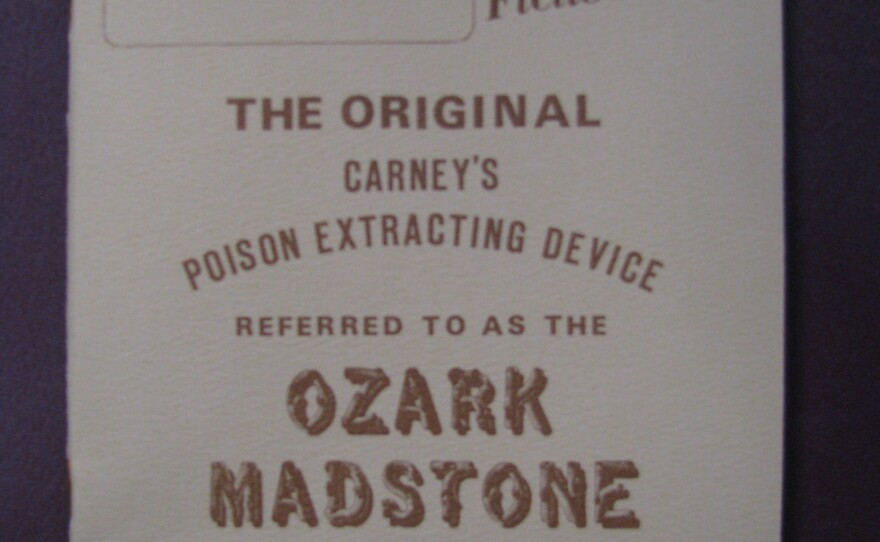 THE ORIGINAL
CARNEY'S
POISON EXTRACTING DEVICE
REFERRED TO AS THE
OZARK
MADSTONE